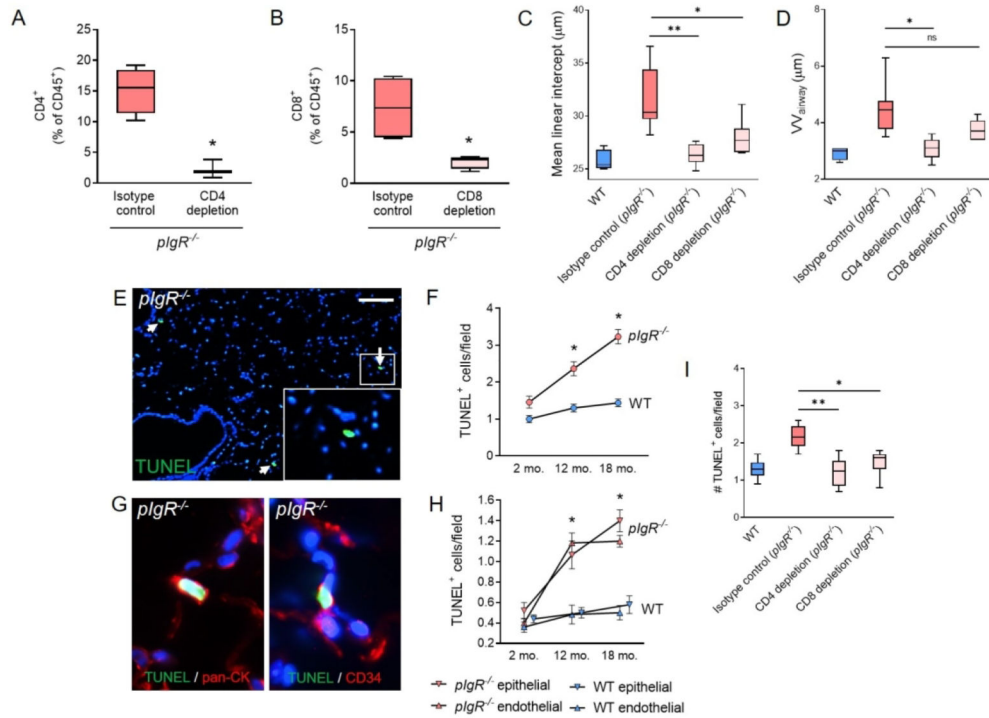 A
CD4+
(% of CD45+)
25
20
15
10
5
0
*
Isotype
control
CD4
depletion
pIgR-/-
B
CD8+
(% of CD45+)
15
10
5
0
*
Isotype
control
CD8
depletion
pIgR-/-
C
Mean linear intercept (μm)
40
35
30
25
*
**
WT
Isotype control (pIgR-/-)
CD4 depletion (pIgR-/-)
CD8 depletion (pIgR-/-)
D
VVairway (μm)
8
6
4
2
*
ns
WT
Isotype control (pIgR-/-)
CD4 depletion (pIgR-/-)
CD8 depletion (pIgR-/-)
E
pIgR-/-
TUNEL
F
TUNEL+ cells/field
4
3
2
1
0
*
*
pIgR-/-
WT
2 mo.
12 mo.
18 mo.
G
pIgR-/-
TUNEL / pan-CK
pIgR-/-
TUNEL / CD34
H
TUNEL+ cells/field
1.6
1.4
1.2
1.0
0.8
0.6
0.4
0.2
*
*
pIgR-/-
WT
2 mo.
12 mo.
18 mo.
pIgR-/- epithelial
WT epithelial
pIgR-/- endothelial
WT endothelial
I
# TUNEL+ cells/field
4
3
2
1
0
*
**
WT
Isotype control (pIgR-/-)
CD4 depletion (pIgR-/-)
CD8 depletion (pIgR-/-)